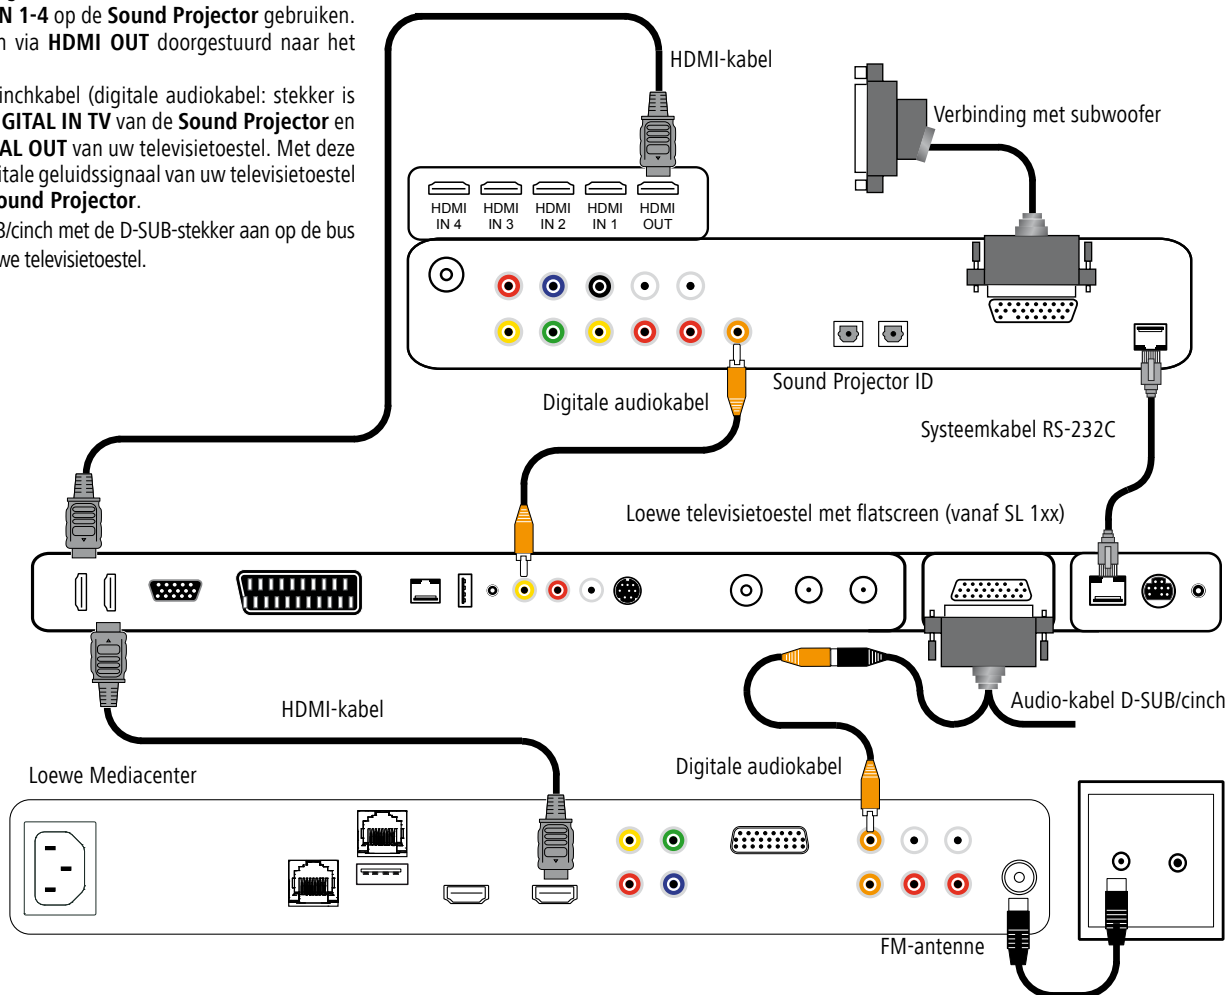 IN 1-4 op de Sound Projector gebruiken.
via HDMI OUT doorgestuurd naar het
inchkabel (digitale audiokabel: stekker is
GITAL IN TV van de Sound Projector en
AL OUT van uw televisietoestel. Met deze
itale geluidssignaal van uw televisietoestel
ound Projector.
B/cinch met de D-SUB-stekker aan op de bus
we televisietoestel.
HDMI-kabel
Verbinding met subwoofer
HDMI IN 4
HDMI IN 3
HDMI IN 2
HDMI IN 1
HDMI OUT
Sound Projector ID
Digitale audiokabel
Systeemkabel RS-232C
Loewe televisietoestel met flatscreen (vanaf SL 1xx)
HDMI-kabel
Audio-kabel D-SUB/cinch
Digitale audiokabel
Loewe Mediacenter
FM-antenne